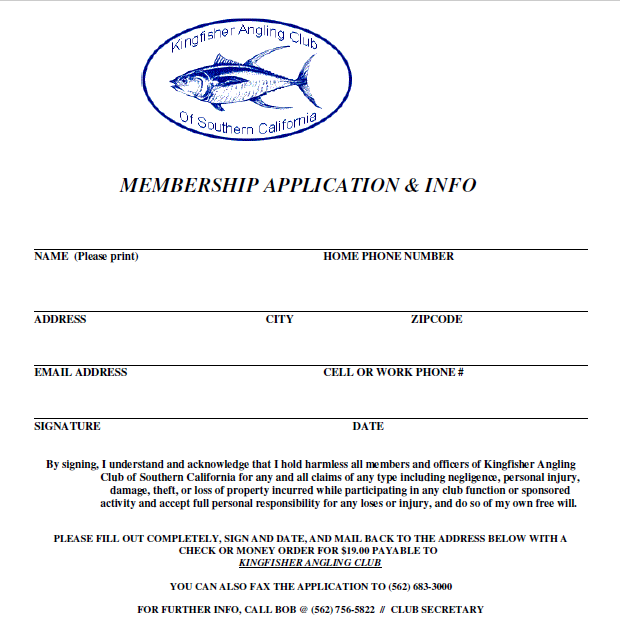 Kingfisher Angling Club
Of Southern California
MEMBERSHIP APPLICATION & INFO
NAME (Please print) HOME PHONE NUMBER
ADDRESS CITY ZIPCODE
EMAIL ADDRESS CELL OR WORK PHONE #
SIGNATURE DATE
By signing, I understand and acknowledge that I hold harmless all members and officers of Kingfisher Angling
Club of Southern California for any and all claims of any type including negligence, personal injury,
damage, theft, or loss of property incurred while participating in any club function or sponsored
activity and accept full personal responsibility for any loses or injury, and do so of my own free will.
PLEASE FILL OUT COMPLETELY, SIGN AND DATE, AND MAIL BACK TO THE ADDRESS BELOW WITH A
CHECK OR MONEY ORDER FOR $19.00 PAYABLE TO
KINGFISHER ANGLING CLUB
YOU CAN ALSO FAX THE APPLICATION TO (562) 683-3000
FOR FURTHER INFO, CALL BOB @ (562) 756-5822 // CLUB SECRETARY